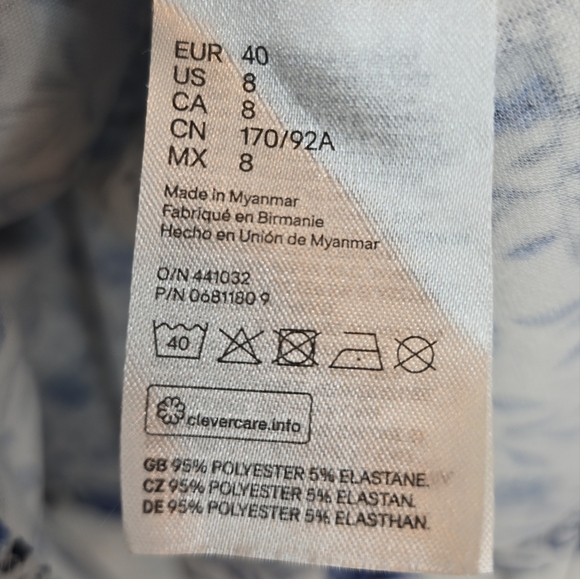 EUR 40
US 8
CA 8
CN 170/92A
MX 8
Made in Myanmar
Fabriqué en Birmanie
Hecho en Unión de Myanmar
O/N 441032
P/N 0681180 9
40
clevercare.info
GB 95% POLYESTER 5% ELASTANE.
CZ 95% POLYESTER 5% ELASTAN.
DE 95% POLYESTER 5% ELASTHAN.